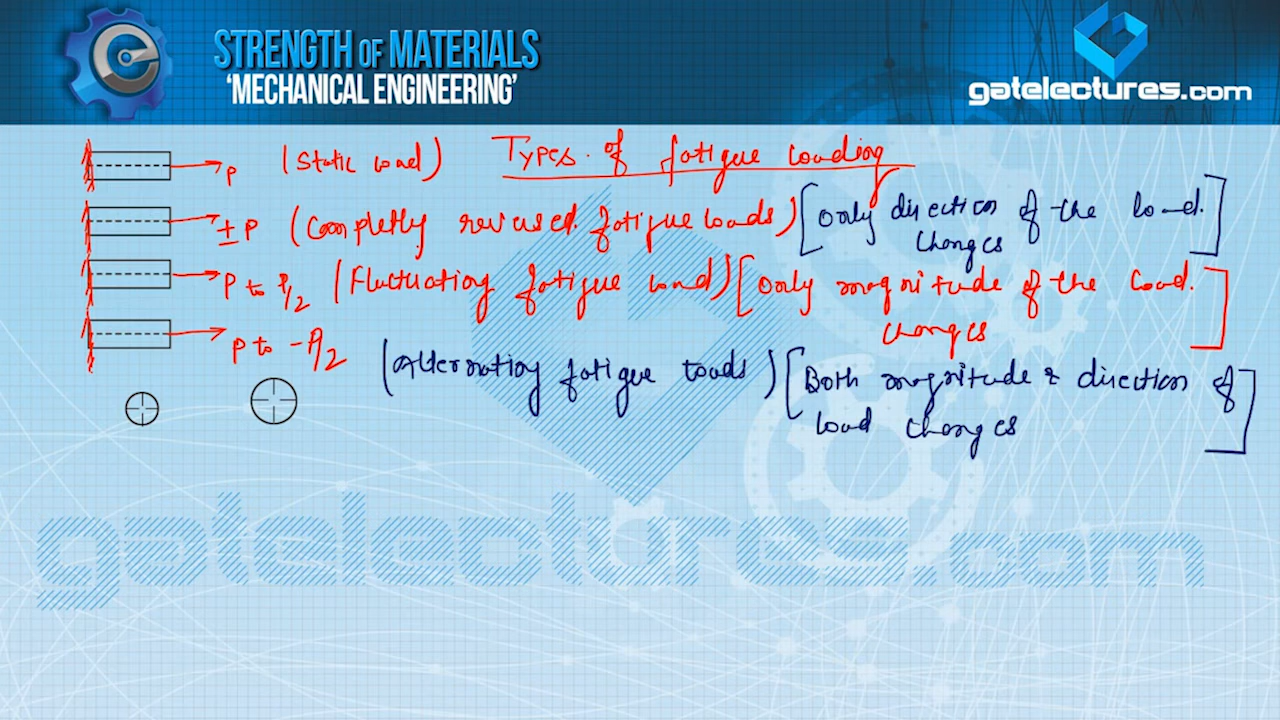 STRENGTH OF MATERIALS
'MECHANICAL ENGINEERING'
gatelectures.com
Types of fatigue loading
P (Static load)
±P (Completly reversed fatigue loads) [Only direction of the load.
changes]
P to P/2 (Fluctuating fatigue load) [Only magnitude of the load.
changes]
P to -P/2 (Alternating fatigue loads) [Both magnitude & direction of
load changes]
gatelectures.com